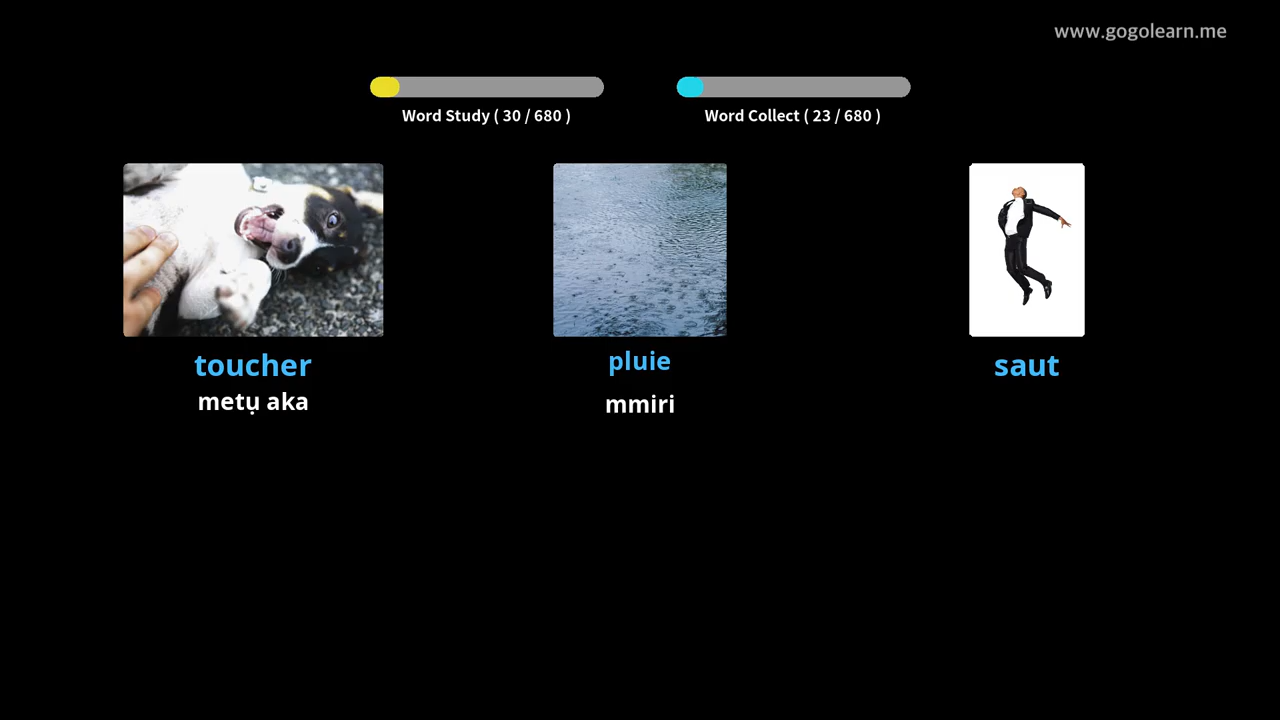 www.gogolearn.me
Word Study ( 30 / 680 )
Word Collect ( 23 / 680 )
toucher
metụ aka
pluie
mmiri
saut